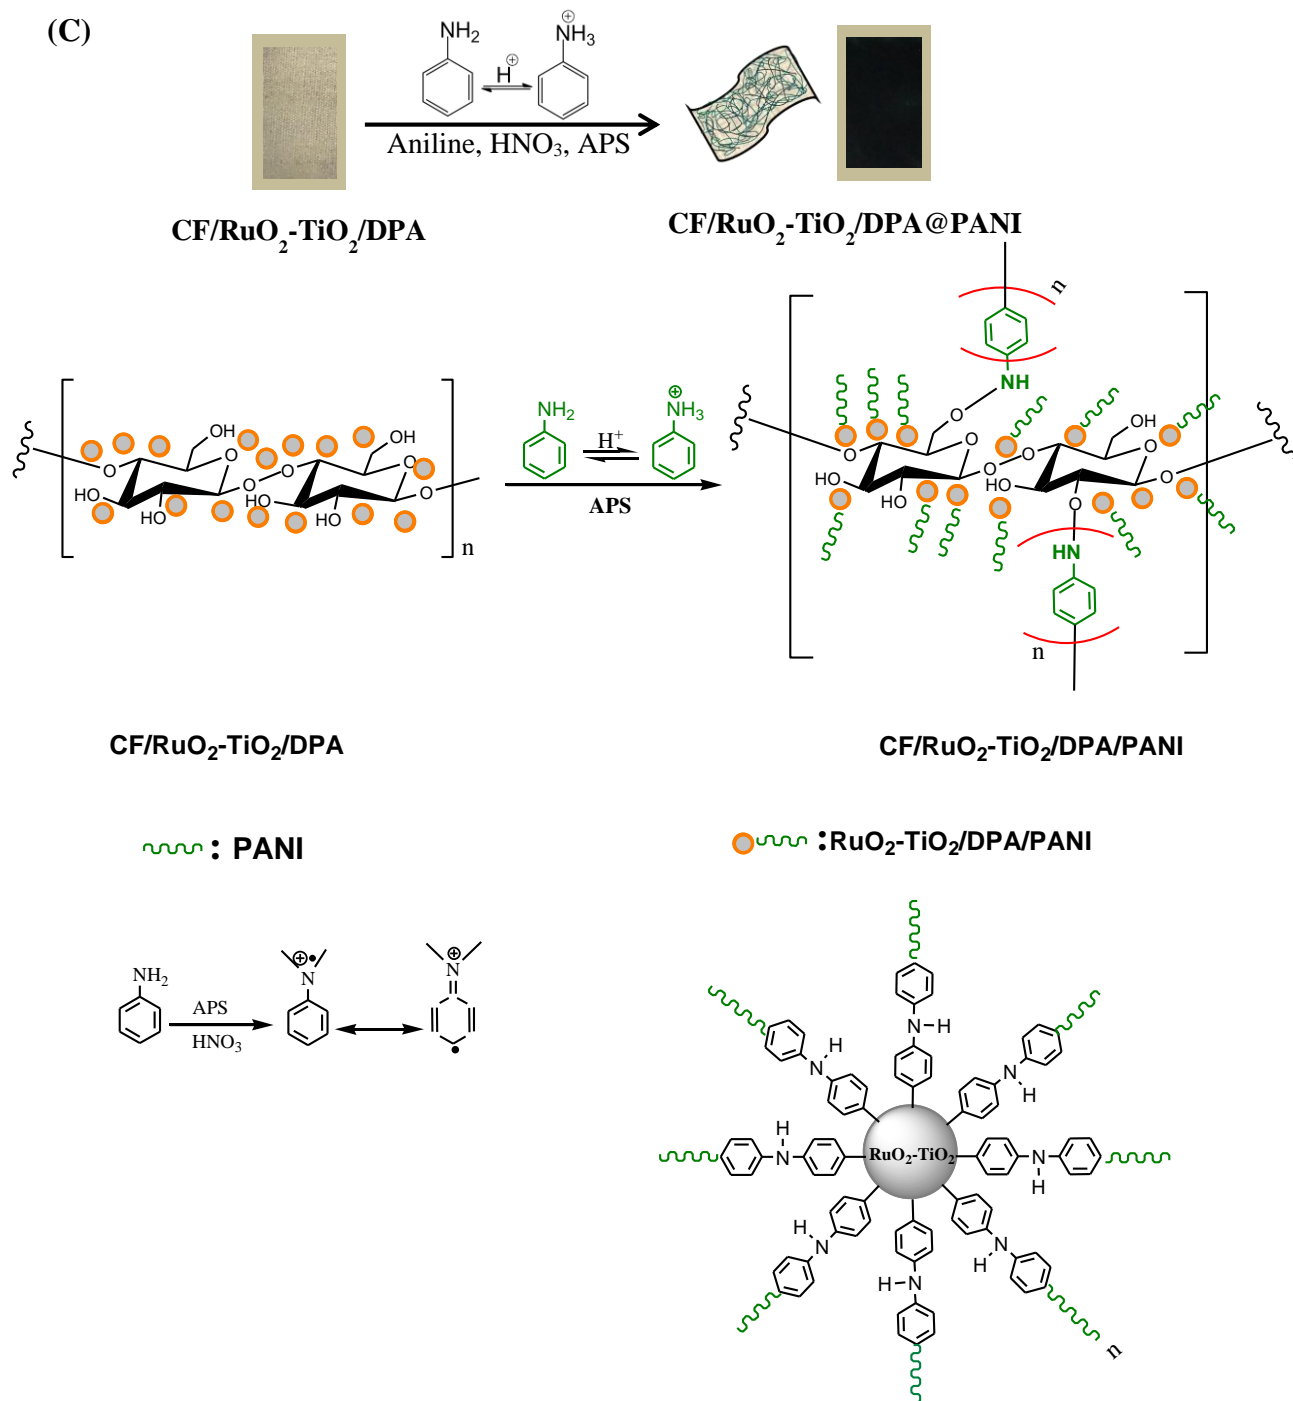 (C)
NH₂
⊕
NH₃
H⊕
Aniline, HNO₃, APS
CF/RuO₂-TiO₂/DPA
CF/RuO₂-TiO₂/DPA@PANI
n
NH
O
OH
OH
O
O
O
O
O
HO
HO
HO
HO
n
NH₂
⊕
NH₃
H⁺
APS
OH
O
O
O
O
O
HO
HO
HO
O
HN
n
CF/RuO₂-TiO₂/DPA
CF/RuO₂-TiO₂/DPA/PANI
: PANI
:RuO₂-TiO₂/DPA/PANI
NH₂
APS
HNO₃
⊕•
N
⊕
N
•
N-H
H
N
N
H
H
N
RuO₂-TiO₂
N
H
H
N
H-N
N
H
n